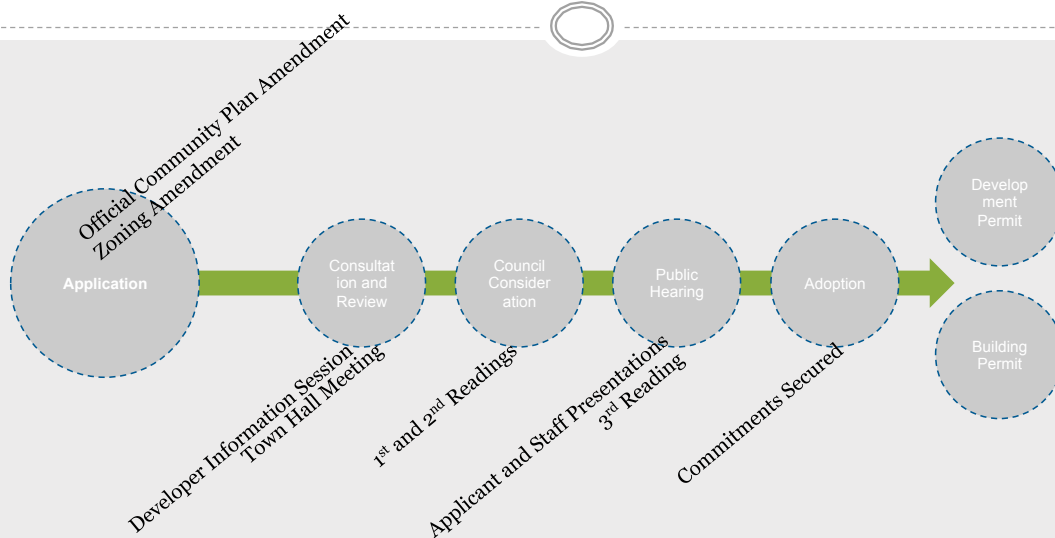 Official Community Plan Amendment
Zoning Amendment
Application
Consultat
ion and
Review
Developer Information Session
Town Hall Meeting
Council
Consider
ation
1st and 2nd Readings
Public
Hearing
Applicant and Staff Presentations
3rd Reading
Adoption
Commitments Secured
Develop
ment
Permit
Building
Permit